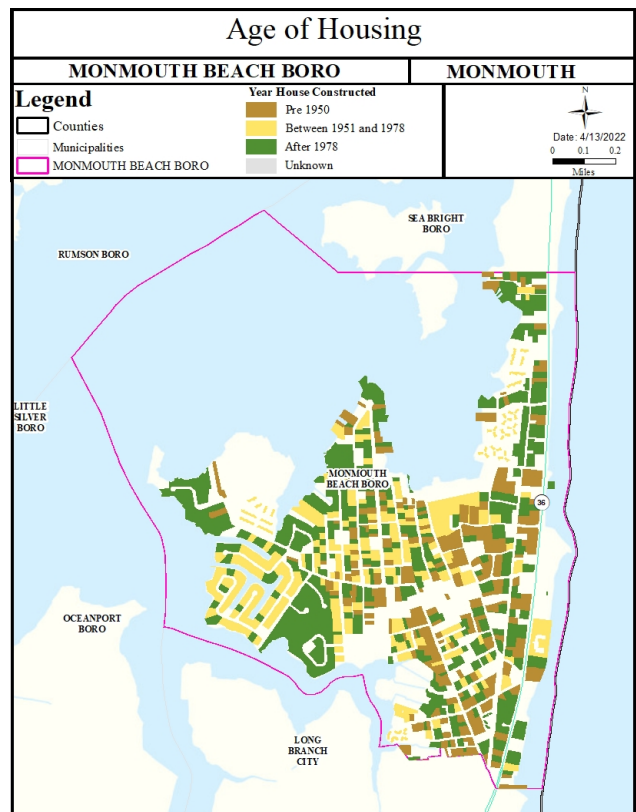 Age of Housing
MONMOUTH BEACH BORO
MONMOUTH
Legend
Counties
Municipalities
MONMOUTH BEACH BORO
Year House Constructed
Pre 1950
Between 1951 and 1978
After 1978
Unknown
N
Date: 4/13/2022
0 0.1 0.2
Miles
SEA BRIGHT
BORO
RUMSON BORO
LITTLE
SILVER
BORO
MONMOUTH
BEACH BORO
36
OCEANPORT
BORO
LONG
BRANCH
CITY